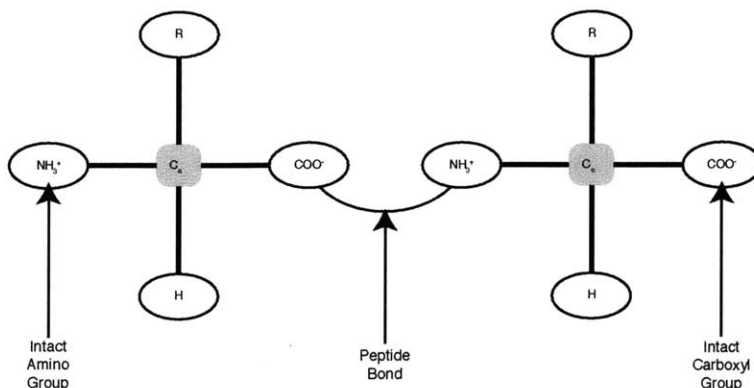 R
R
NH₃⁺
Cα
COO⁻
NH₃⁺
Cα
COO⁻
H
H
Intact
Amino
Group
Peptide
Bond
Intact
Carboxyl
Group